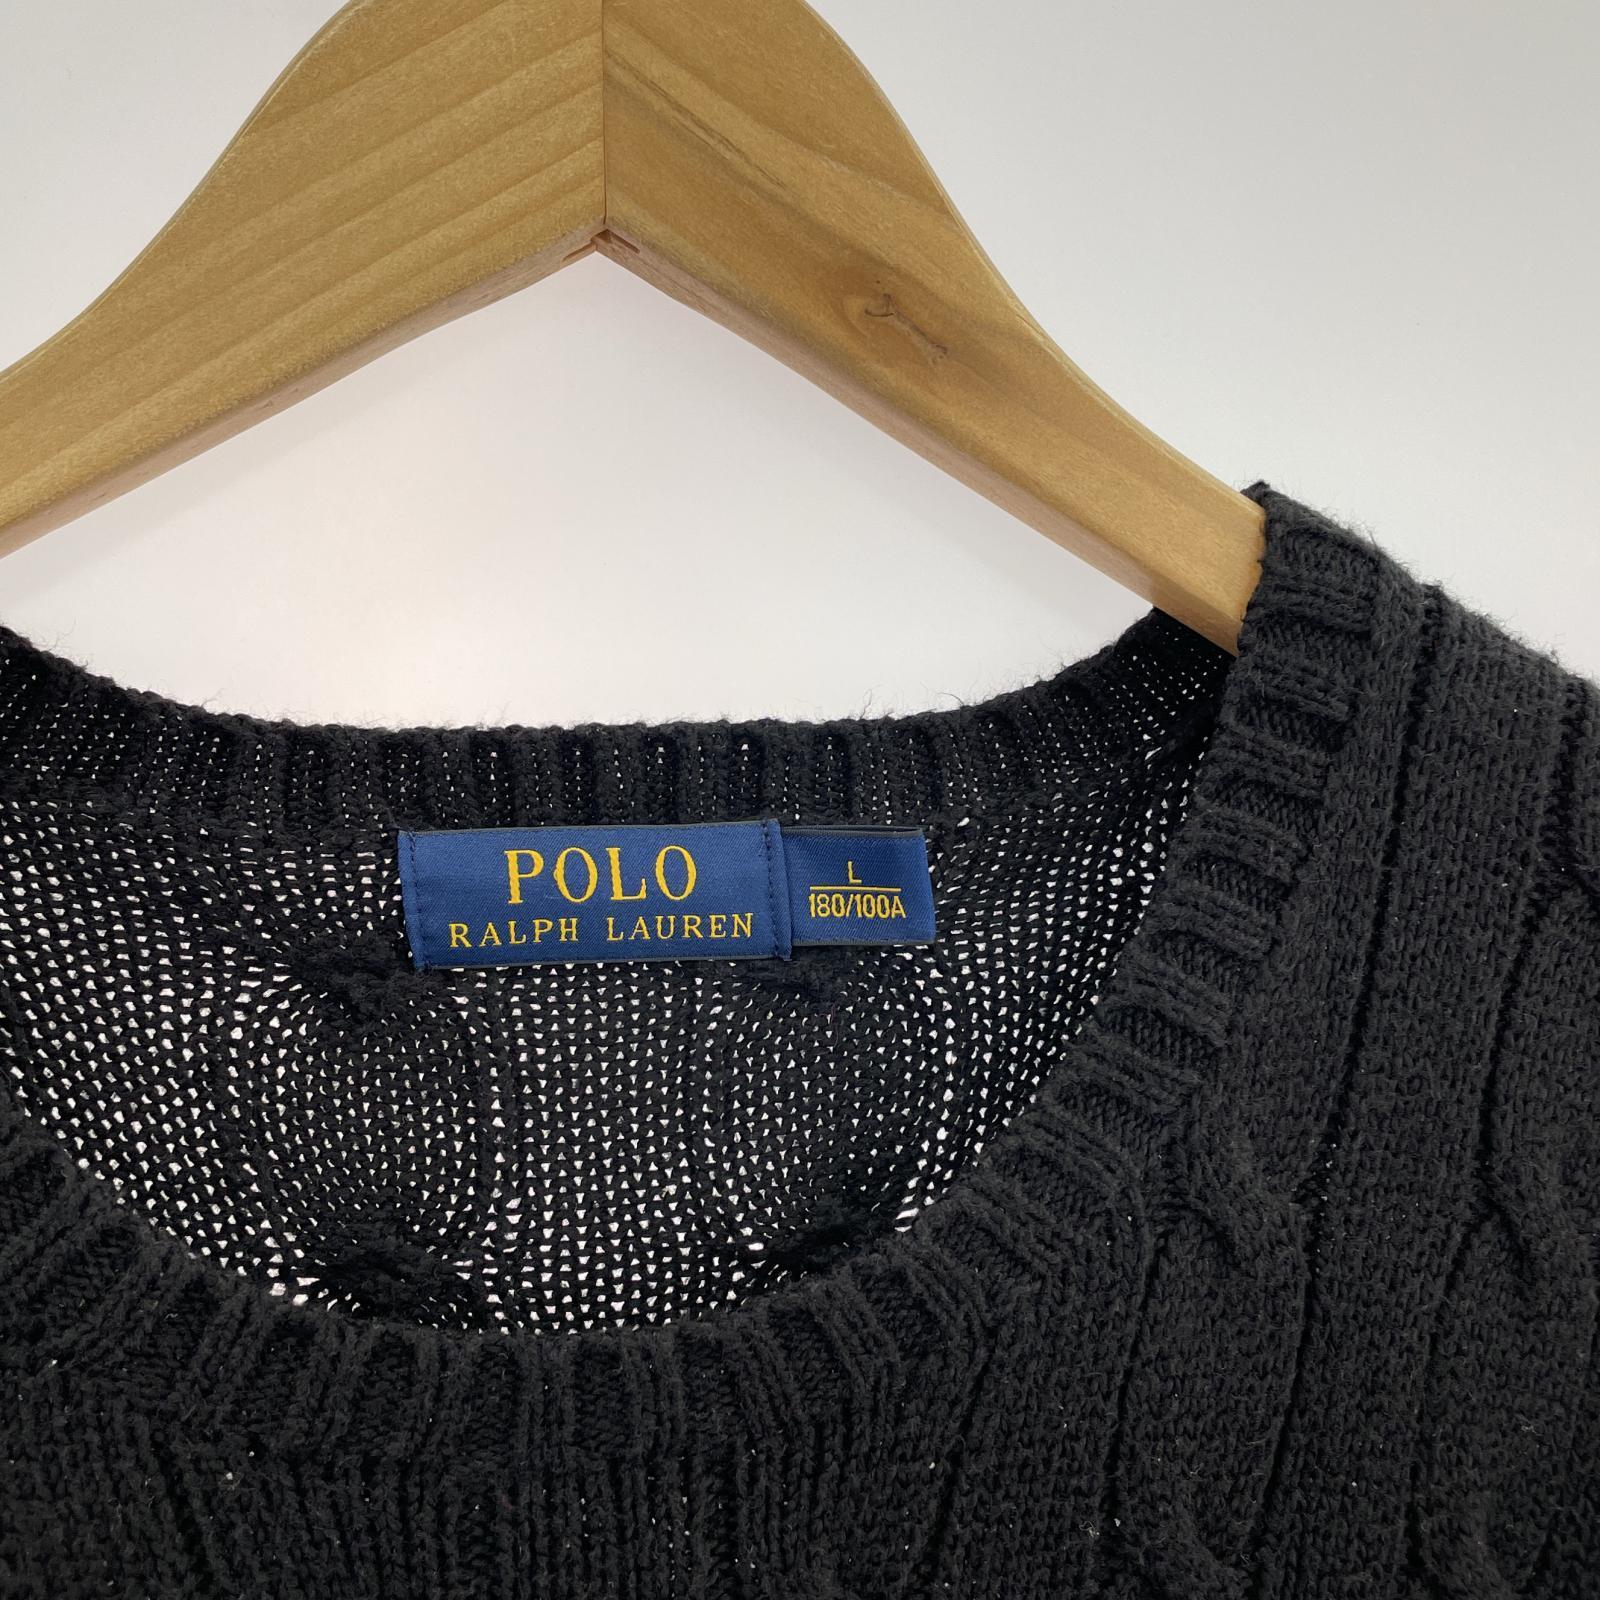 POLO
RALPH LAUREN
L
180/100A